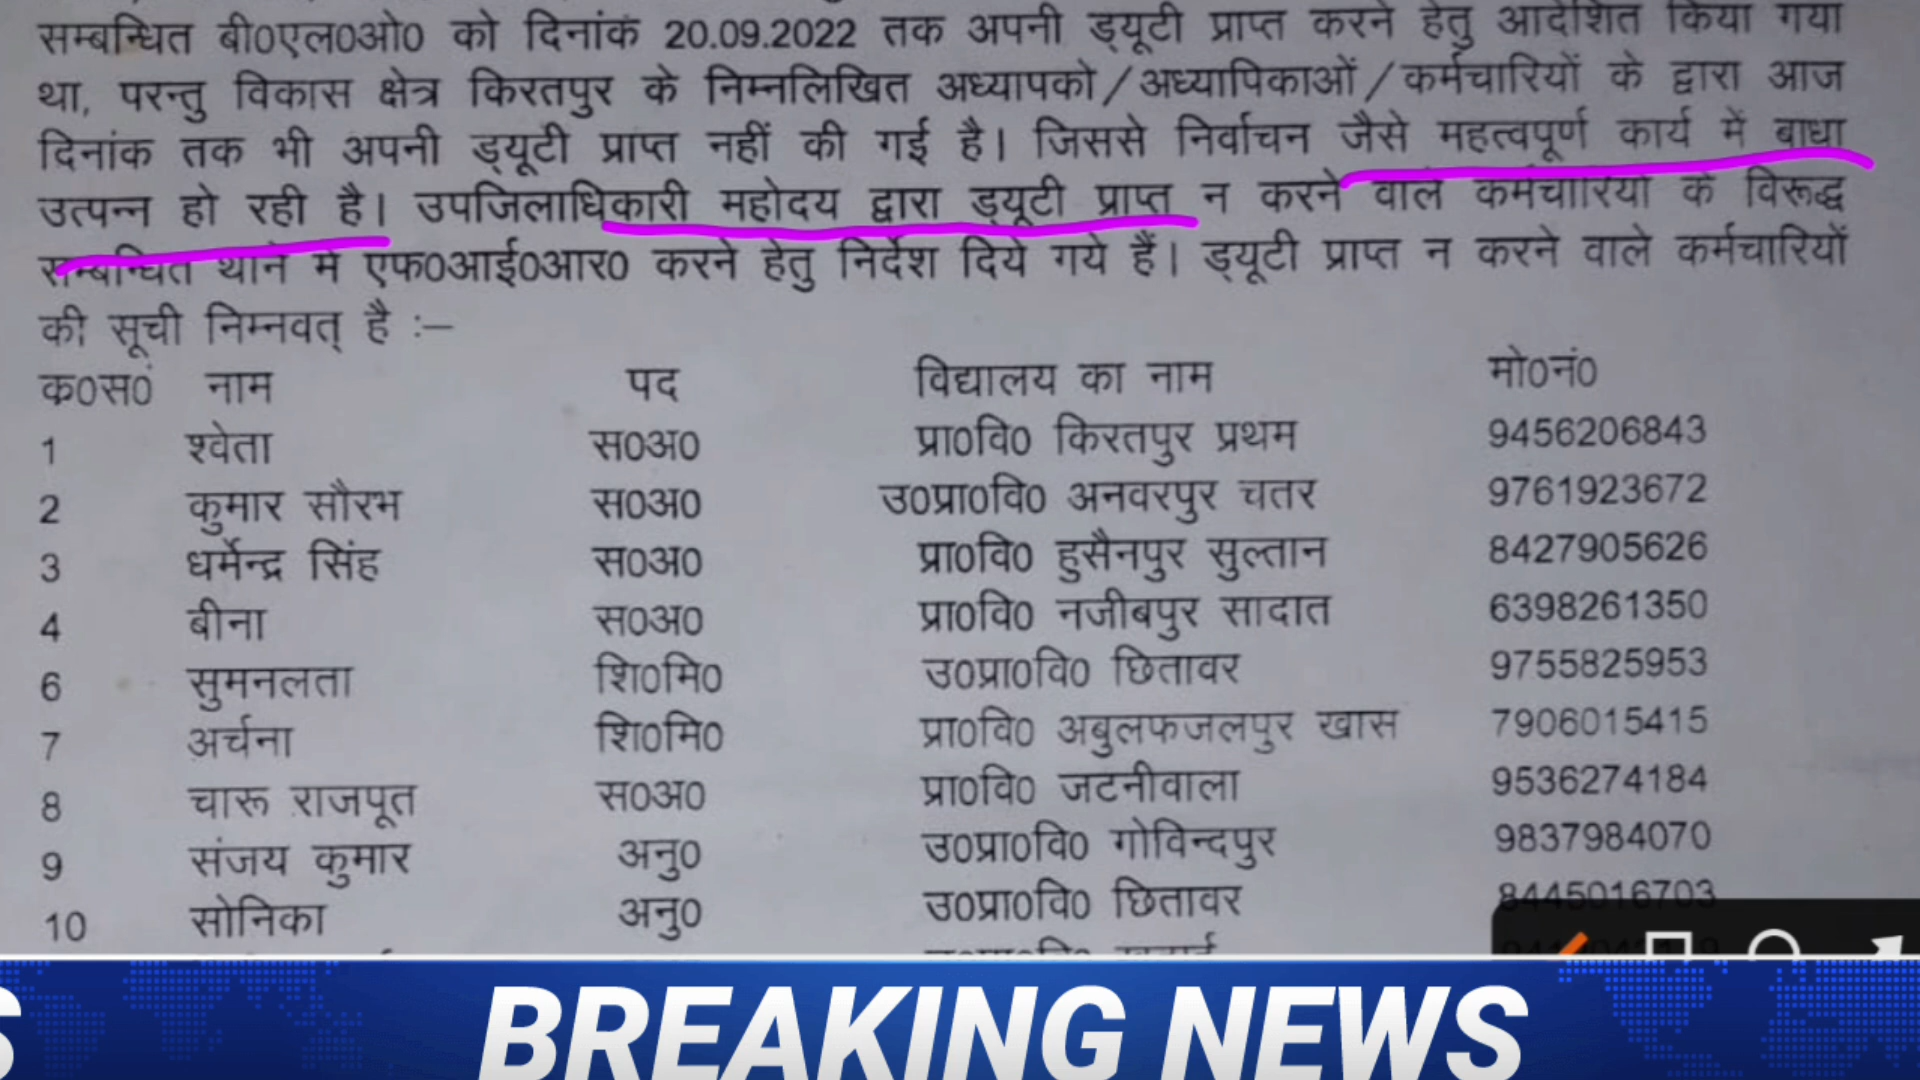 सम्बन्धित बी0एल0ओ0 को दिनांक 20.09.2022 तक अपनी ड्यूटी प्राप्त करने हेतु आदेशित किया गया
था, परन्तु विकास क्षेत्र किरतपुर के निम्नलिखित अध्यापको/अध्यापिकाओं/कर्मचारियों के द्वारा आज
दिनांक तक भी अपनी ड्यूटी प्राप्त नहीं की गई है। जिससे निर्वाचन जैसे महत्वपूर्ण कार्य में बाधा
उत्पन्न हो रही है। उपजिलाधिकारी महोदय द्वारा ड्यूटी प्राप्त न करने वाले कर्मचारियों के विरूद्ध
सम्बन्धित थाने में एफ0आई0आर0 करने हेतु निर्देश दिये गये हैं। ड्यूटी प्राप्त न करने वाले कर्मचारियों
की सूची निम्नवत् है :–
क0स0ं नाम पद विद्यालय का नाम मो0नं0
1 श्वेता स0अ0 प्रा0वि0 किरतपुर प्रथम 9456206843
2 कुमार सौरभ स0अ0 उ0प्रा0वि0 अनवरपुर चतर 9761923672
3 धर्मेन्द्र सिंह स0अ0 प्रा0वि0 हुसैनपुर सुल्तान 8427905626
4 बीना स0अ0 प्रा0वि0 नजीबपुर सादात 6398261350
6 सुमनलता शि0मि0 उ0प्रा0वि0 छितावर 9755825953
7 अर्चना शि0मि0 प्रा0वि0 अबुलफजलपुर खास 7906015415
8 चारू राजपूत स0अ0 प्रा0वि0 जटनीवाला 9536274184
9 संजय कुमार अनु0 उ0प्रा0वि0 गोविन्दपुर 9837984070
10 सोनिका अनु0 उ0प्रा0वि0 छितावर 8445016703
S BREAKING NEWS